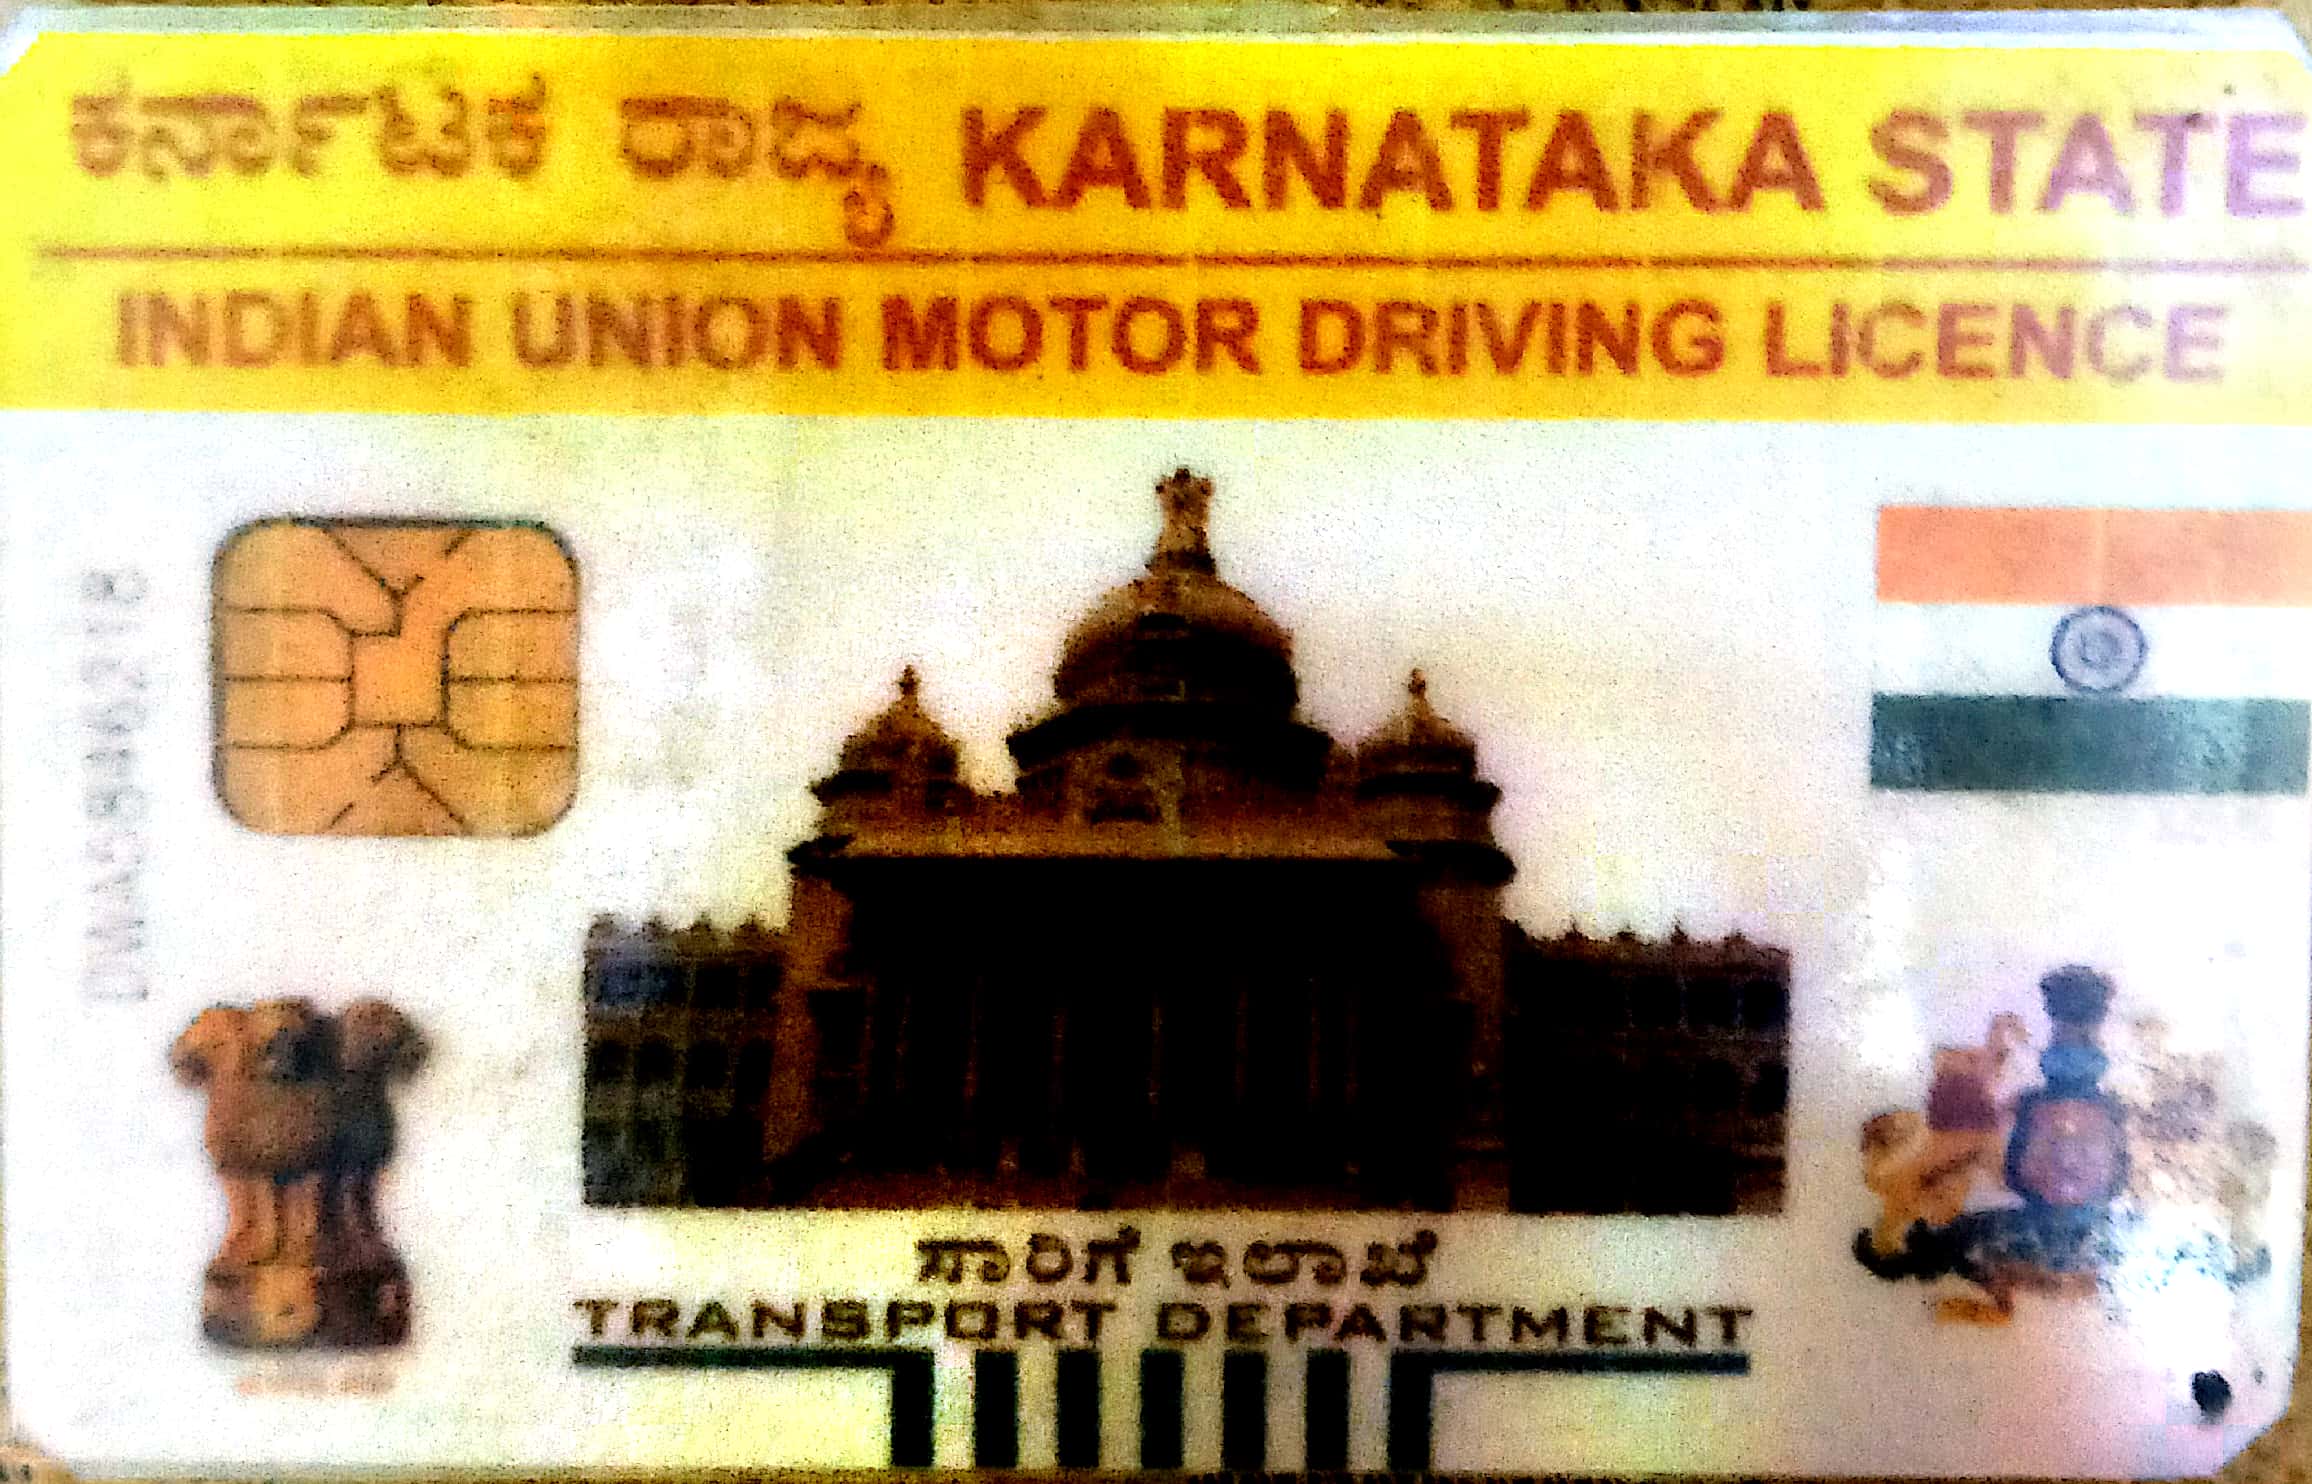 ಕರ್ನಾಟಕ ರಾಜ್ಯ KARNATAKA STATE
INDIAN UNION MOTOR DRIVING LICENCE
ಸಾರಿಗೆ ಇಲಾಖೆ
TRANSPORT DEPARTMENT